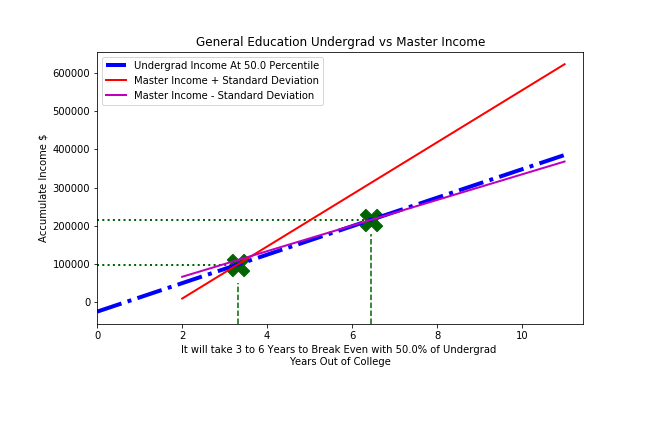 General Education Undergrad vs Master Income
Undergrad Income At 50.0 Percentile
Master Income + Standard Deviation
Master Income - Standard Deviation
Accumulate Income $
600000
500000
400000
300000
200000
100000
0
0 2 4 6 8 10
It will take 3 to 6 Years to Break Even with 50.0% of Undergrad
Years Out of College